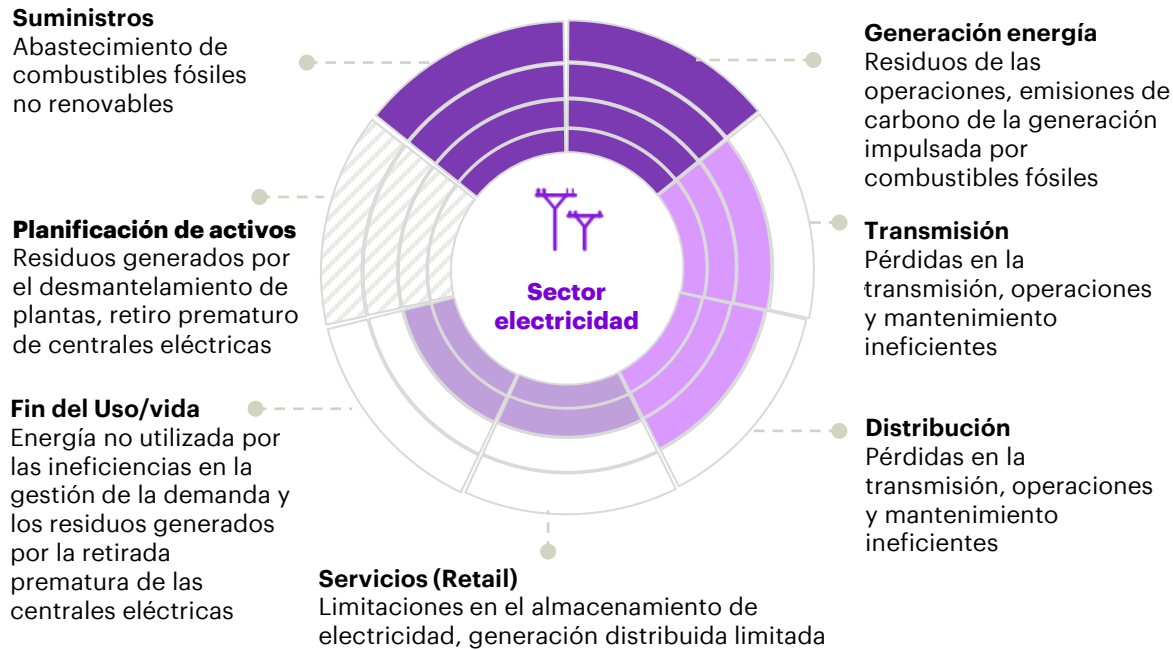 Suministros
Abastecimiento de
combustibles fósiles
no renovables
Generación energía
Residuos de las
operaciones, emisiones de
carbono de la generación
impulsada por
combustibles fósiles
Planificación de activos
Residuos generados por
el desmantelamiento de
plantas, retiro prematuro
de centrales eléctricas
Sector
electricidad
Transmisión
Pérdidas en la
transmisión, operaciones
y mantenimiento
ineficientes
Fin del Uso/vida
Energía no utilizada por
las ineficiencias en la
gestión de la demanda y
los residuos generados
por la retirada
prematura de las
centrales eléctricas
Distribución
Pérdidas en la
transmisión, operaciones
y mantenimiento
ineficientes
Servicios (Retail)
Limitaciones en el almacenamiento de
electricidad, generación distribuida limitada